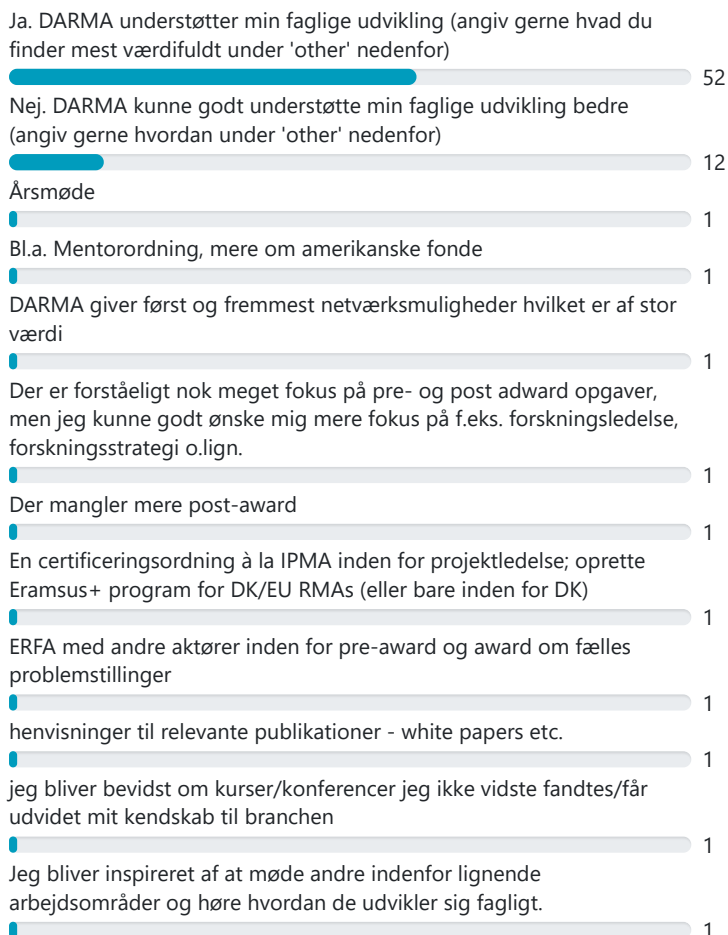 Ja. DARMA understøtter min faglige udvikling (angiv gerne hvad du
finder mest værdifuldt under 'other' nedenfor)
52
Nej. DARMA kunne godt understøtte min faglige udvikling bedre
(angiv gerne hvordan under 'other' nedenfor)
12
Årsmøde
1
Bl.a. Mentorordning, mere om amerikanske fonde
1
DARMA giver først og fremmest netværksmuligheder hvilket er af stor
værdi
1
Der er forståeligt nok meget fokus på pre- og post adward opgaver,
men jeg kunne godt ønske mig mere fokus på f.eks. forskningsledelse,
forskningsstrategi o.lign.
1
Der mangler mere post-award
1
En certificeringsordning à la IPMA inden for projektledelse; oprette
Eramsus+ program for DK/EU RMAs (eller bare inden for DK)
1
ERFA med andre aktører inden for pre-award og award om fælles
problemstillinger
1
henvisninger til relevante publikationer - white papers etc.
1
jeg bliver bevidst om kurser/konferencer jeg ikke vidste fandtes/får
udvidet mit kendskab til branchen
1
Jeg bliver inspireret af at møde andre indenfor lignende
arbejdsområder og høre hvordan de udvikler sig fagligt.
1